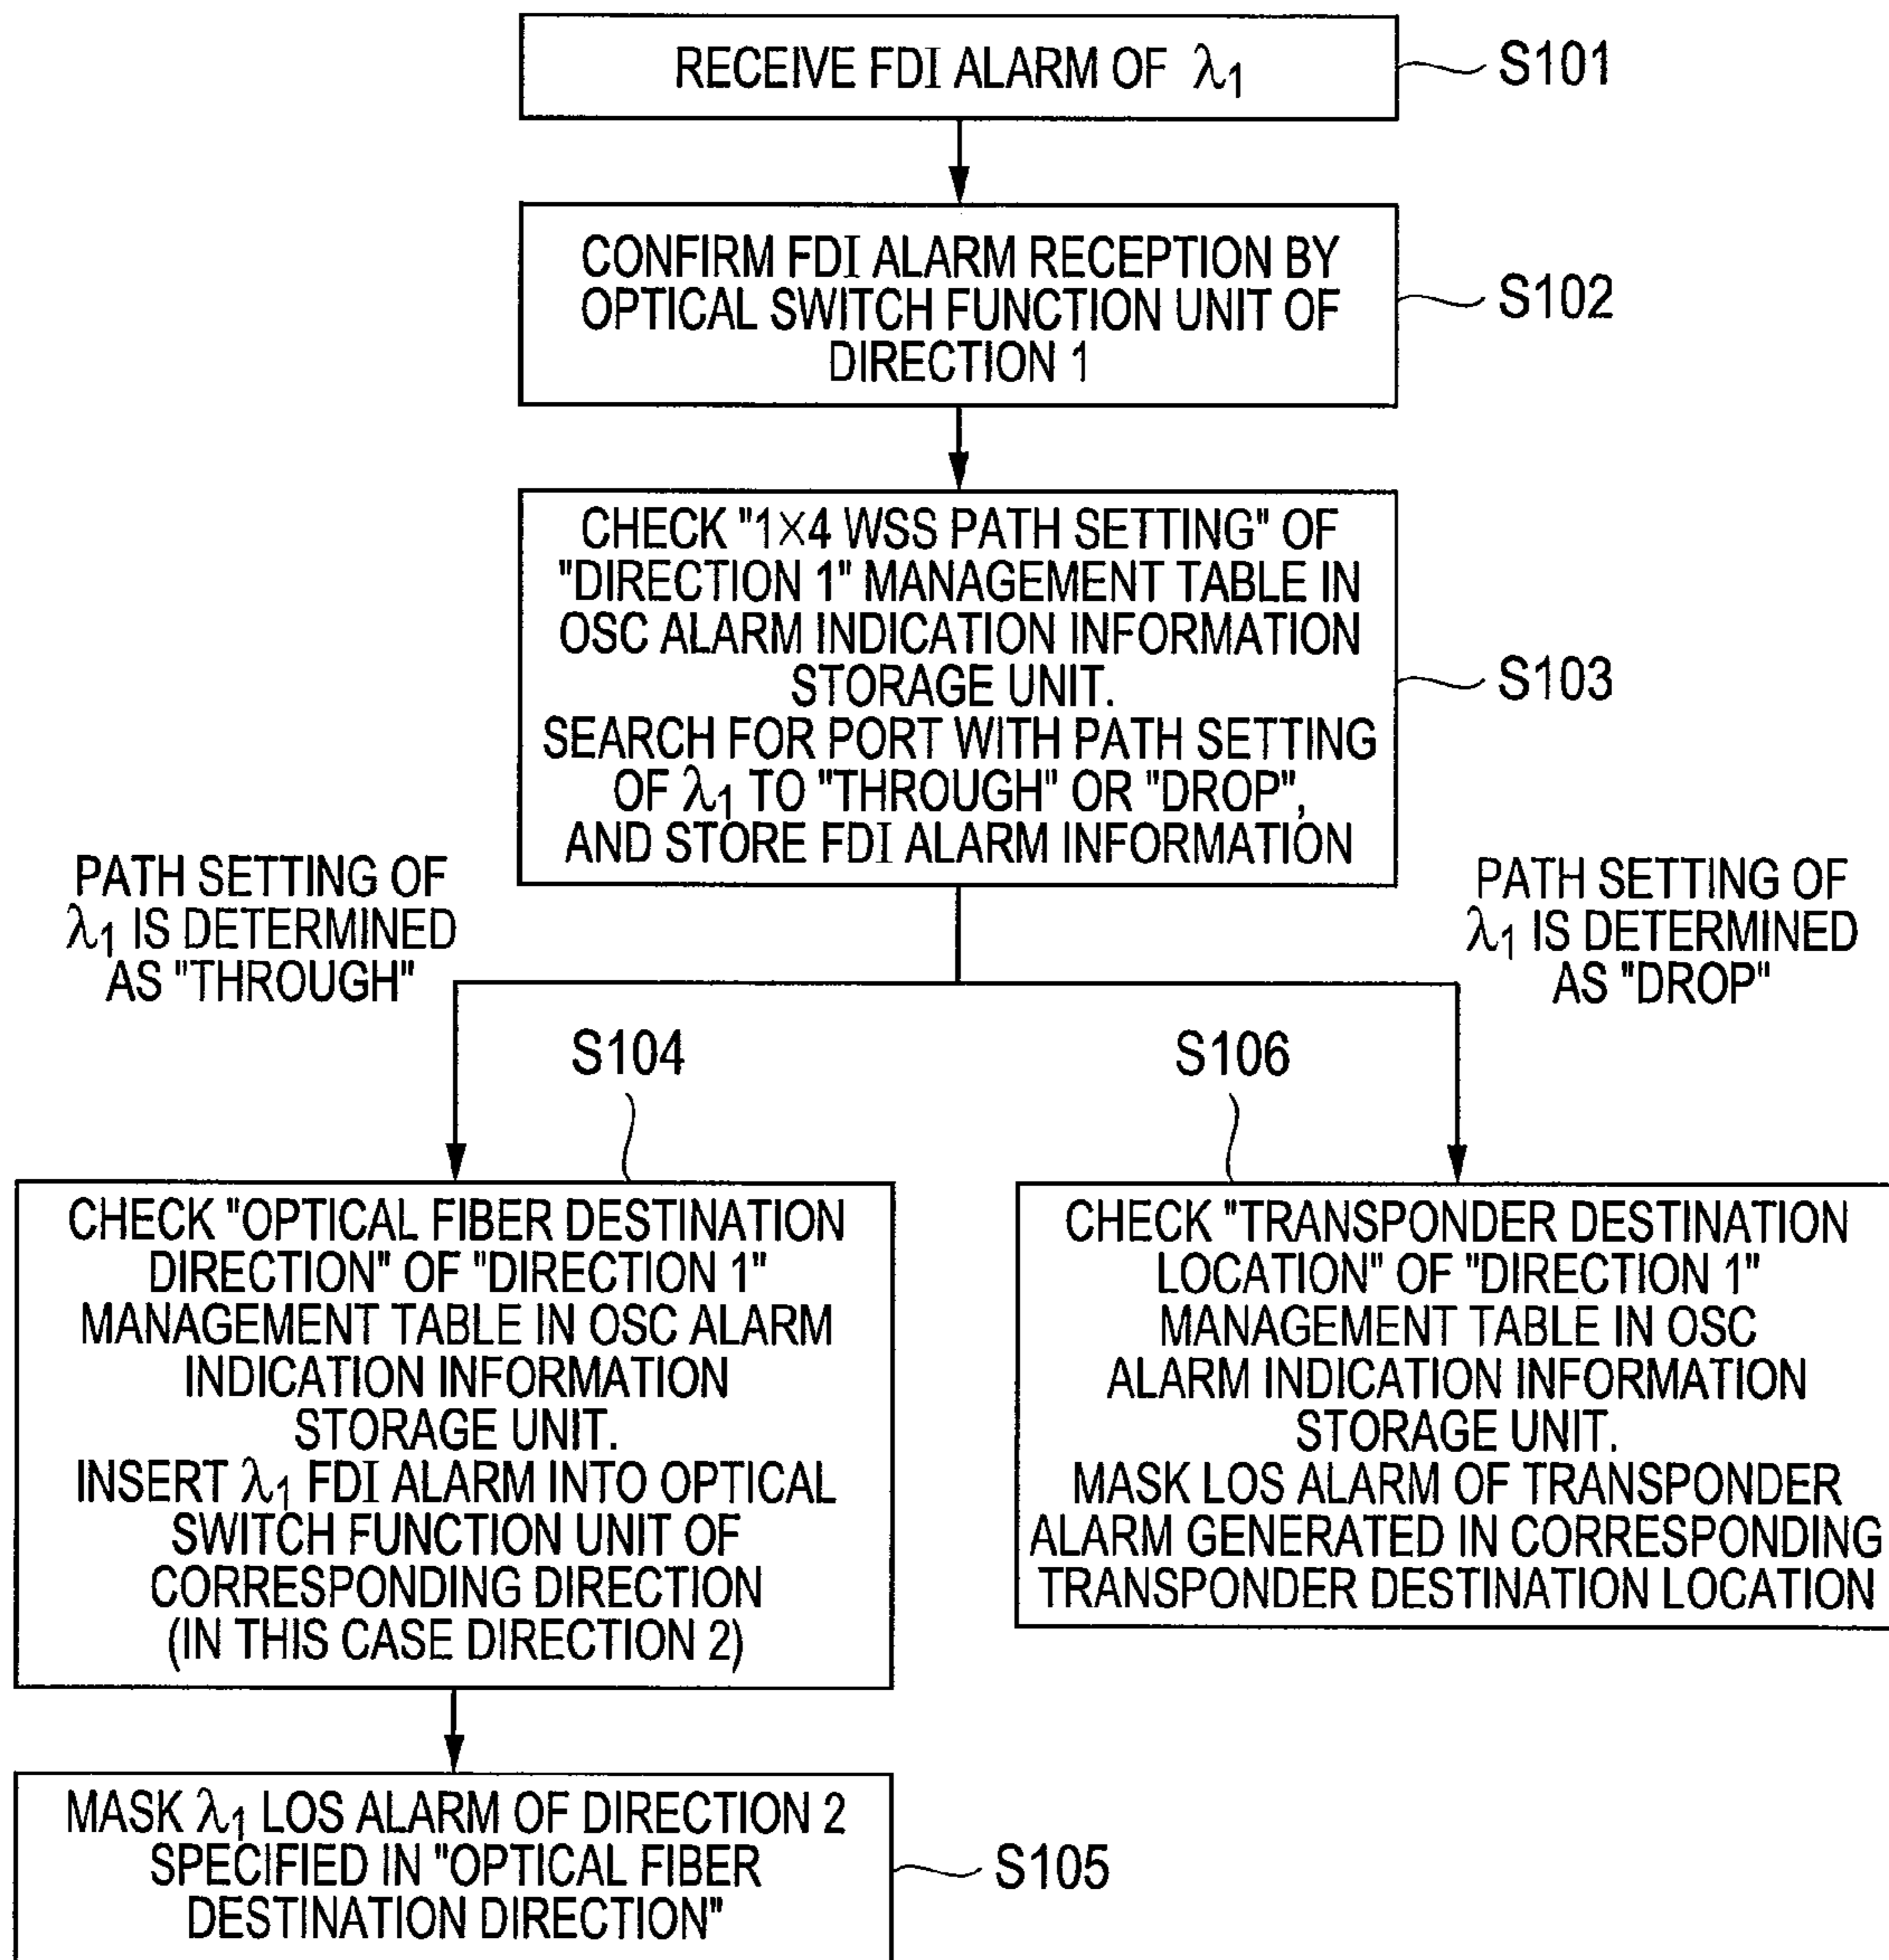 RECEIVE FDI ALARM OF λ1
S101
CONFIRM FDI ALARM RECEPTION BY
OPTICAL SWITCH FUNCTION UNIT OF
DIRECTION 1
S102
CHECK "1×4 WSS PATH SETTING" OF
"DIRECTION 1" MANAGEMENT TABLE IN
OSC ALARM INDICATION INFORMATION
STORAGE UNIT.
SEARCH FOR PORT WITH PATH SETTING
OF λ1 TO "THROUGH" OR "DROP",
AND STORE FDI ALARM INFORMATION
S103
PATH SETTING OF
λ1 IS DETERMINED
AS "THROUGH"
PATH SETTING OF
λ1 IS DETERMINED
AS "DROP"
S104
CHECK "OPTICAL FIBER DESTINATION
DIRECTION" OF "DIRECTION 1"
MANAGEMENT TABLE IN OSC ALARM
INDICATION INFORMATION
STORAGE UNIT.
INSERT λ1 FDI ALARM INTO OPTICAL
SWITCH FUNCTION UNIT OF
CORRESPONDING DIRECTION
(IN THIS CASE DIRECTION 2)
S106
CHECK "TRANSPONDER DESTINATION
LOCATION" OF "DIRECTION 1"
MANAGEMENT TABLE IN OSC
ALARM INDICATION INFORMATION
STORAGE UNIT.
MASK LOS ALARM OF TRANSPONDER
ALARM GENERATED IN CORRESPONDING
TRANSPONDER DESTINATION LOCATION
MASK λ1 LOS ALARM OF DIRECTION 2
SPECIFIED IN "OPTICAL FIBER
DESTINATION DIRECTION"
S105